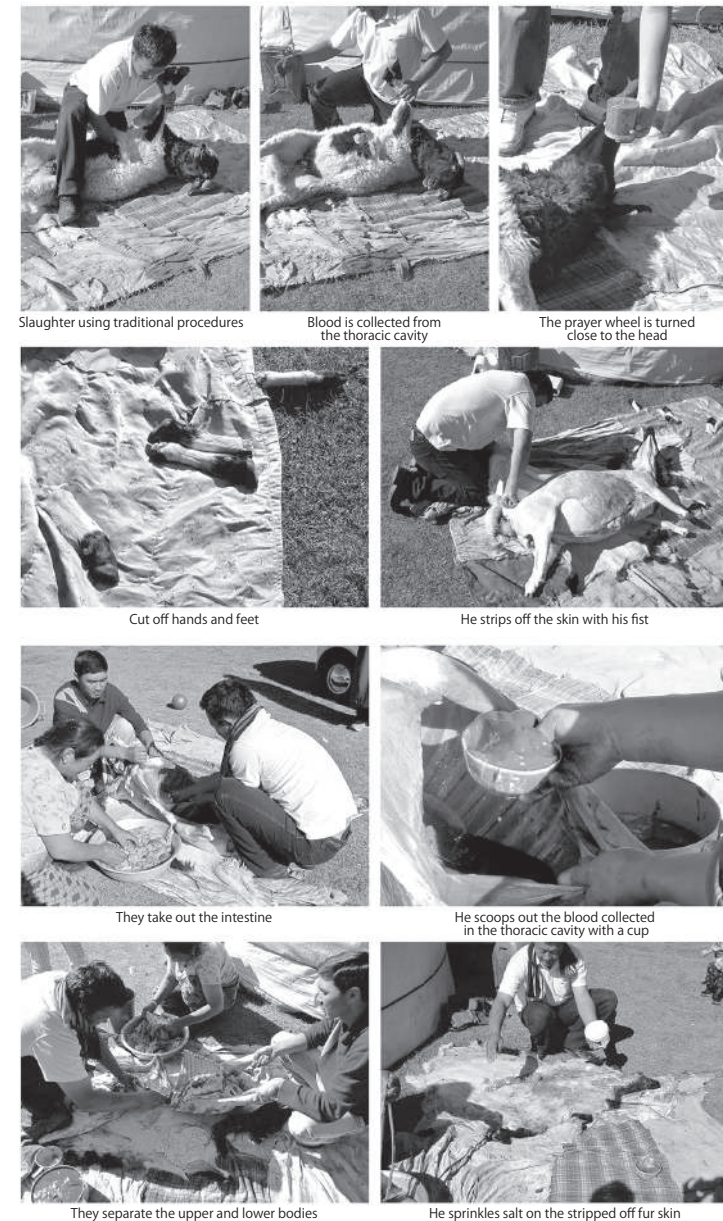 Slaughter using traditional procedures
Blood is collected from
the thoracic cavity
The prayer wheel is turned
close to the head
Cut off hands and feet
He strips off the skin with his fist
They take out the intestine
He scoops out the blood collected
in the thoracic cavity with a cup
They separate the upper and lower bodies
He sprinkles salt on the stripped off fur skin